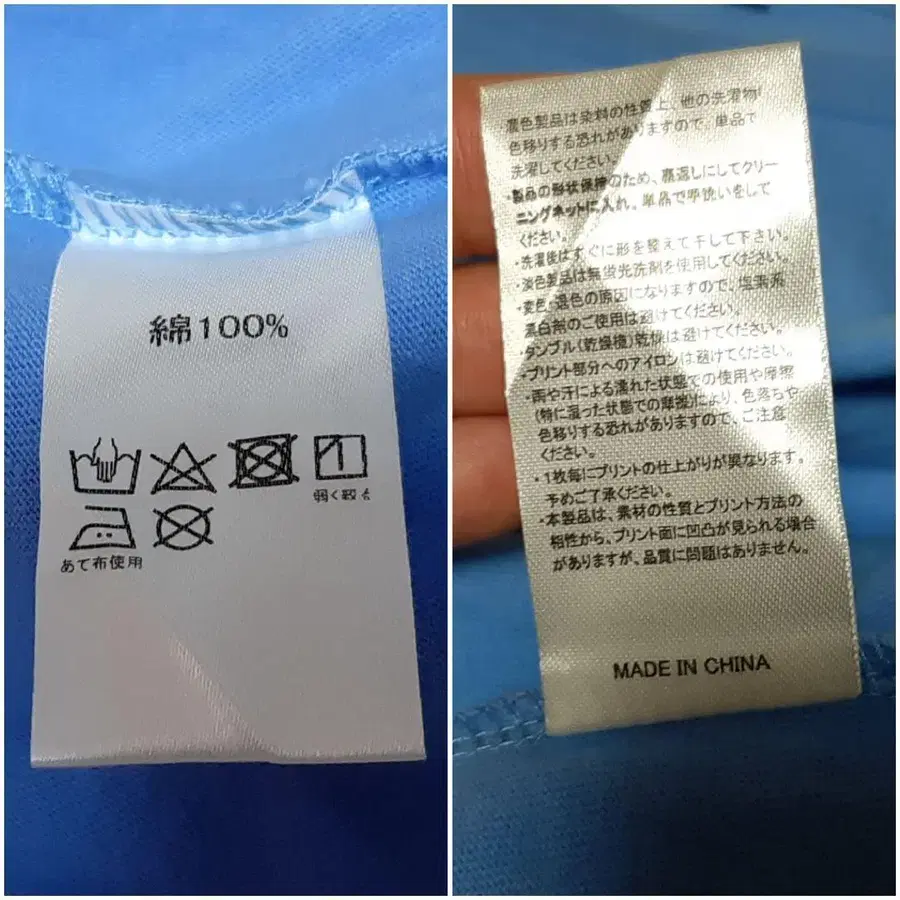 綿100%
弱く絞る
あて布使用
濃色製品は染料の性質上、他の洗濯物に
色移りする恐れがありますので、単品で
洗濯してください。
・製品の形状保持のため、裏返しにしてクリー
ニングネットに入れ。単品で手洗いをして
ください。
・洗濯後はすぐに形を整えて干して下さい。
・淡色製品は無蛍光洗剤を使用してください。
・変色・退色の原因になりますので、塩素系
漂白剤のご使用は避けてください。
・タンブル(乾燥機)乾燥は避けてください。
・プリント部分へのアイロンは避けてください。
・雨や汗による濡れた状態での使用や摩擦
(特に湿った状態での摩擦)により、色落ちや
色移りする恐れがありますので、ご注意
ください。
・1枚毎にプリントの仕上がりが異なります。
予めご了承ください。
・本製品は、素材の性質とプリント方法の
相性から、プリント面に凹凸が見られる場合
がありますが、品質に問題はありません。
MADE IN CHINA